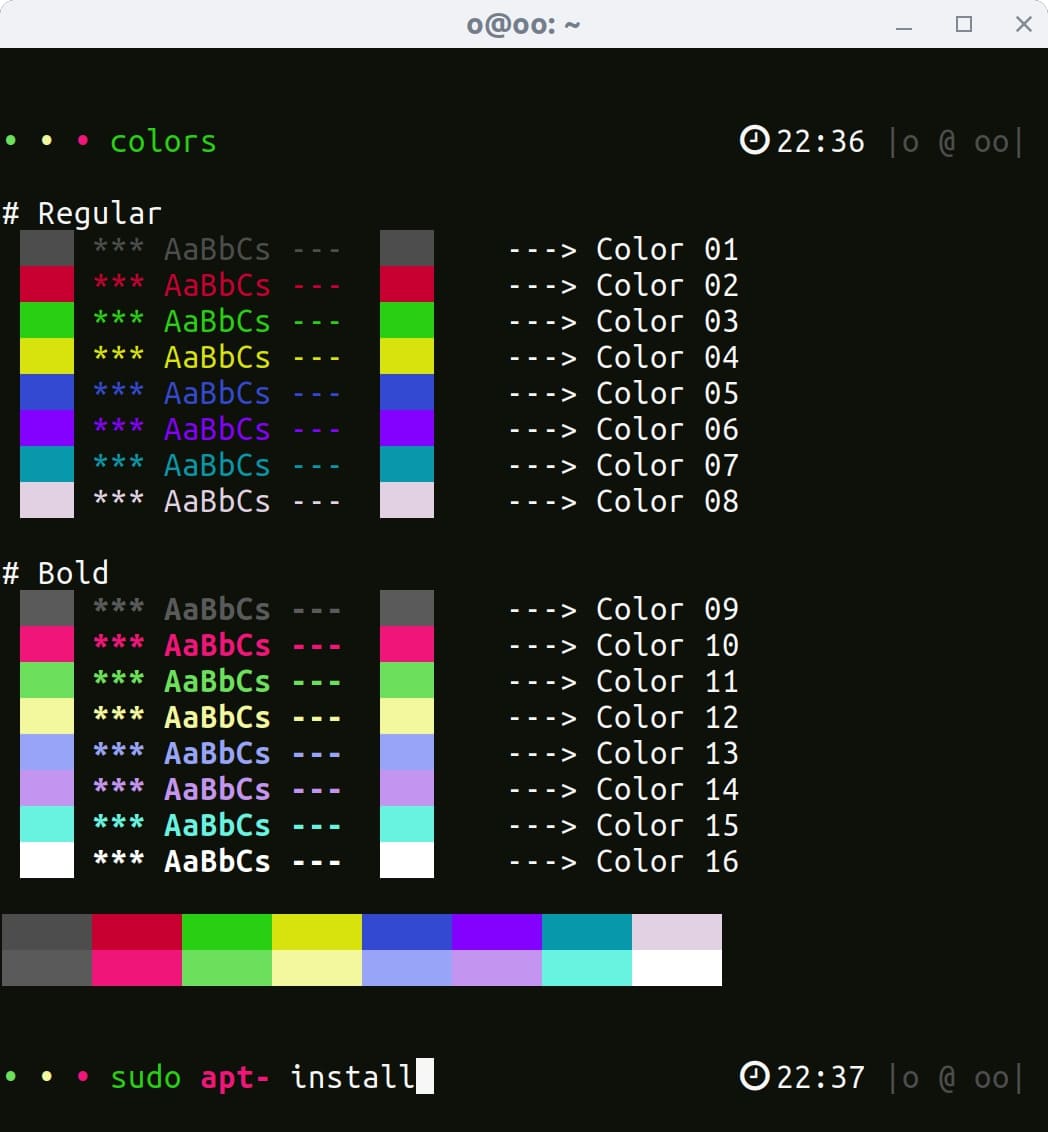 o@oo: ~
• • • colors 22:36 |o @ oo|
# Regular
*** AaBbCs --- ---> Color 01
*** AaBbCs --- ---> Color 02
*** AaBbCs --- ---> Color 03
*** AaBbCs --- ---> Color 04
*** AaBbCs --- ---> Color 05
*** AaBbCs --- ---> Color 06
*** AaBbCs --- ---> Color 07
*** AaBbCs --- ---> Color 08
# Bold
*** AaBbCs --- ---> Color 09
*** AaBbCs --- ---> Color 10
*** AaBbCs --- ---> Color 11
*** AaBbCs --- ---> Color 12
*** AaBbCs --- ---> Color 13
*** AaBbCs --- ---> Color 14
*** AaBbCs --- ---> Color 15
*** AaBbCs --- ---> Color 16
• • • sudo apt- install 22:37 |o @ oo|